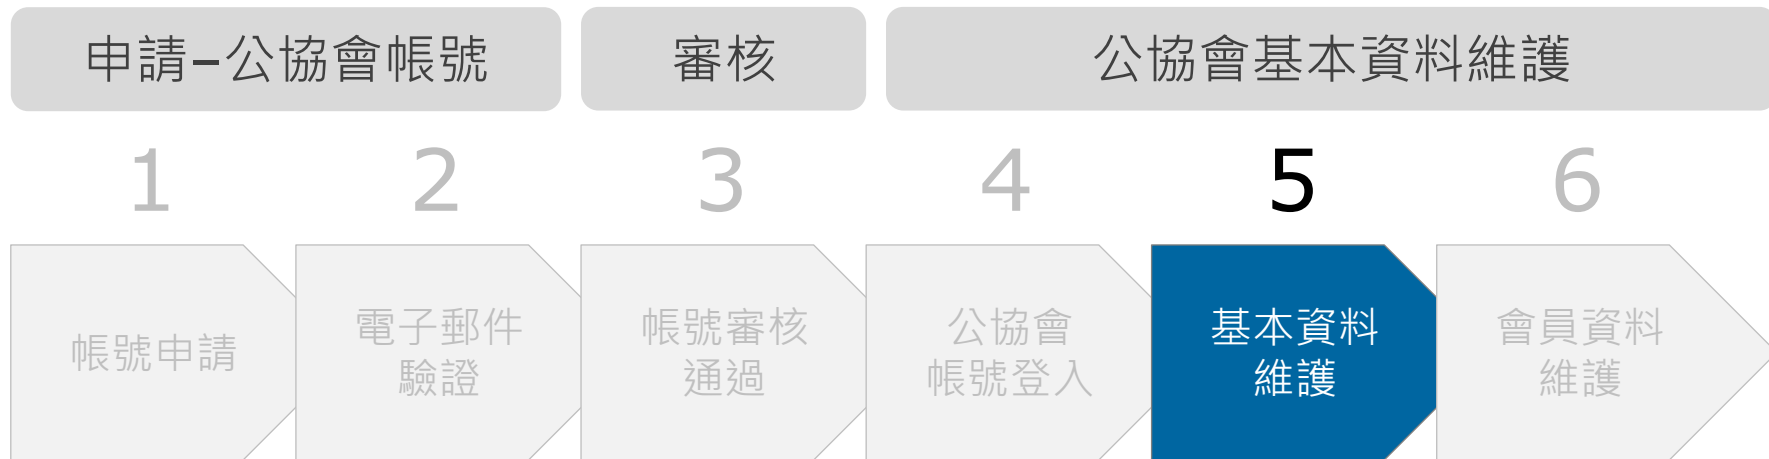 申請–公協會帳號
審核
公協會基本資料維護
1
2
3
4
5
6
帳號申請
電子郵件
驗證
帳號審核
通過
公協會
帳號登入
基本資料
維護
會員資料
維護